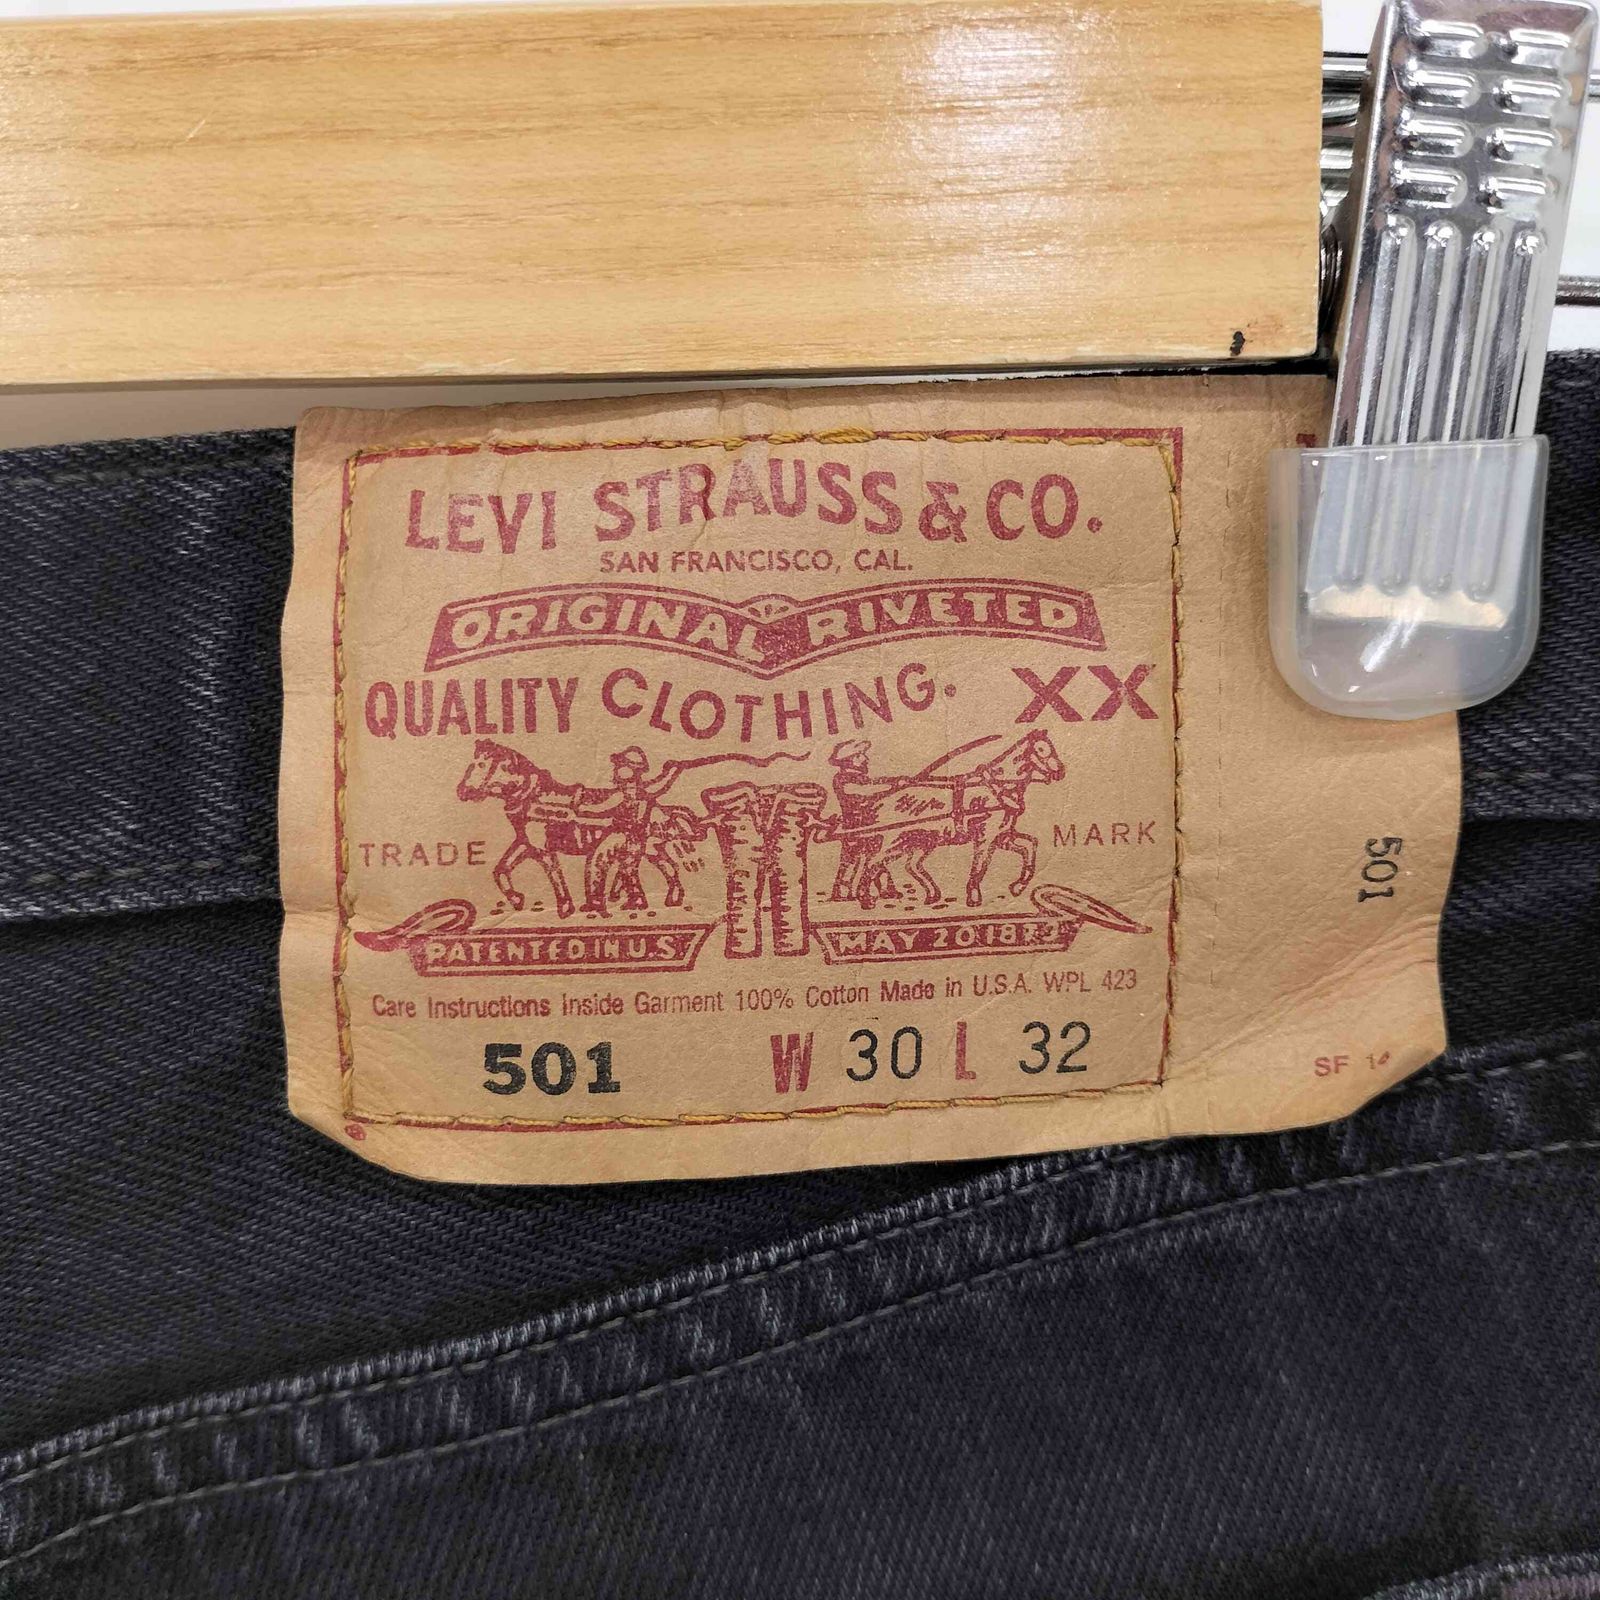 LEVI STRAUSS & CO.
SAN FRANCISCO, CAL.
ORIGINAL RIVETED
QUALITY CLOTHING. XX
TRADE MARK
PATENTED IN U.S. MAY 20 1873
Care Instructions Inside Garment 100% Cotton Made in U.S.A. WPL 423
501 W 30 L 32
®
501
SF